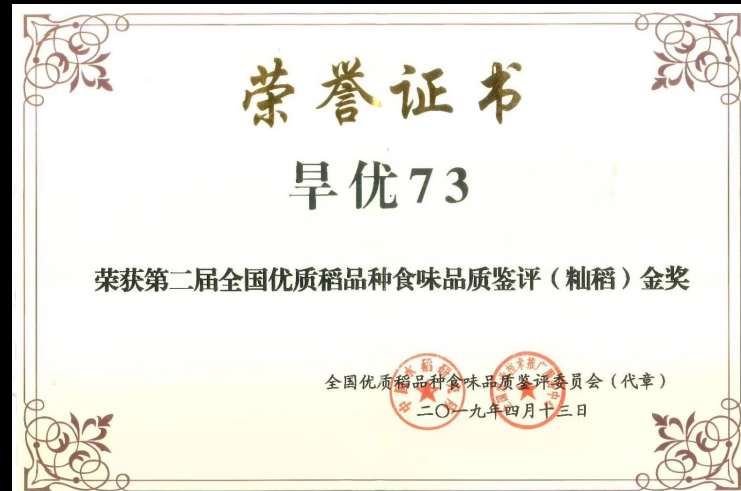 荣誉证书
旱优73
荣获第二届全国优质稻品种食味品质鉴评（籼稻）金奖
全国优质稻品种食味品质鉴评委员会（代章）
二〇一九年四月十三日